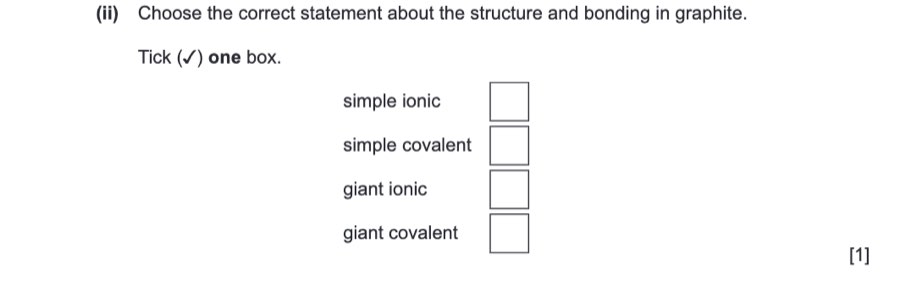 (ii) Choose the correct statement about the structure and bonding in graphite.
Tick (✓) one box.
simple ionic
simple covalent
giant ionic
giant covalent
[1]